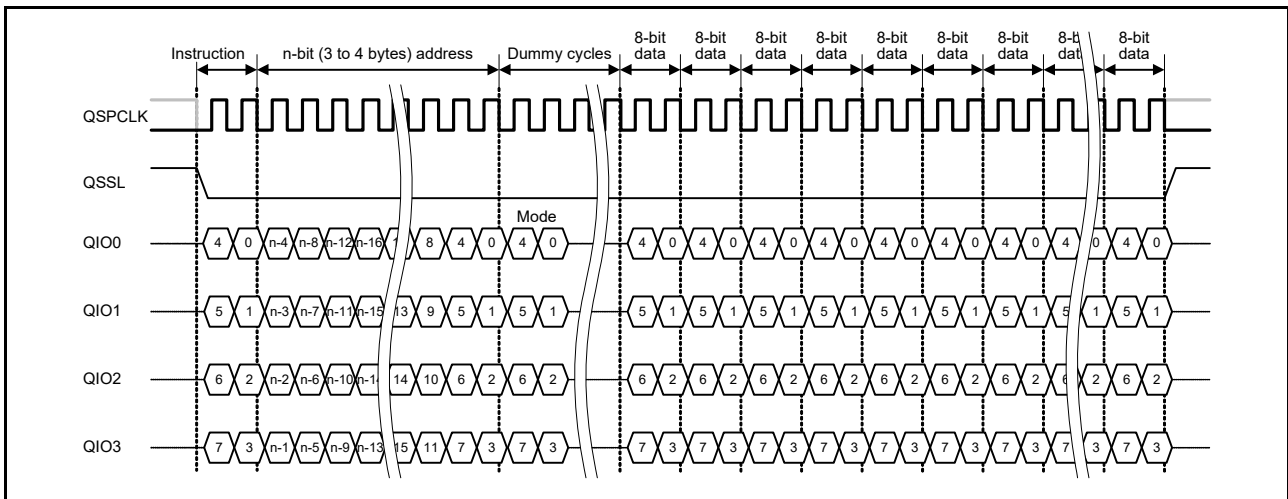 8-bit 8-bit 8-bit 8-bit 8-bit 8-bit 8-bit 8-b 8-bit
Instruction n-bit (3 to 4 bytes) address Dummy cycles data data data data data data data data data
QSPCLK
QSSL
Mode
QIO0 4 0 n-4 n-8 n-12 n-16 8 4 0 4 0 4 0 4 0 4 0 4 0 4 0 4 0 4 0 4 0 4 0
QIO1 5 1 n-3 n-7 n-11 n-15 13 9 5 1 5 1 5 1 5 1 5 1 5 1 5 1 5 1 5 1 5 1 5 1
QIO2 6 2 n-2 n-6 n-10 n-14 14 10 6 2 6 2 6 2 6 2 6 2 6 2 6 2 6 2 6 2 6 2 6 2
QIO3 7 3 n-1 n-5 n-9 n-13 15 11 7 3 7 3 7 3 7 3 7 3 7 3 7 3 7 3 7 3 7 3 7 3